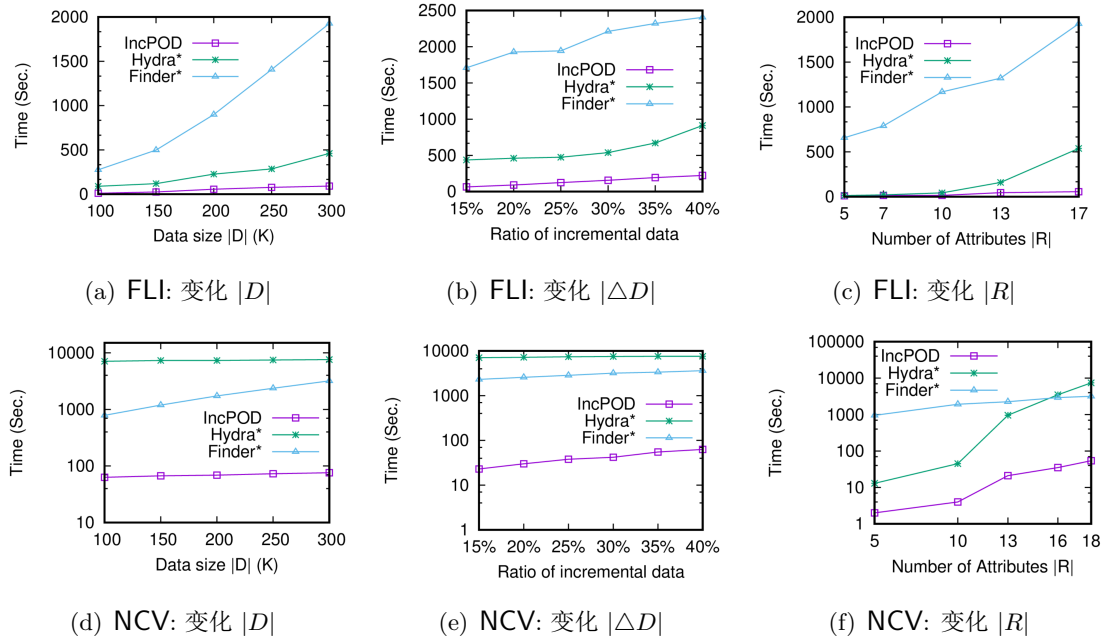 2000
1500
1000
500
0
100 150 200 250 300
Time (Sec.)
Data size |D| (K)
IncPOD
Hydra*
Finder*
(a) FLI: 变化 |D|
2500
2000
1500
1000
500
0
15% 20% 25% 30% 35% 40%
Time (Sec.)
Ratio of incremental data
IncPOD
Hydra*
Finder*
(b) FLI: 变化 |△D|
2000
1500
1000
500
0
5 7 10 13 17
Time (Sec.)
Number of Attributes |R|
IncPOD
Hydra*
Finder*
(c) FLI: 变化 |R|
10000
1000
100
10
100 150 200 250 300
Time (Sec.)
Data size |D| (K)
IncPOD
Hydra*
Finder*
(d) NCV: 变化 |D|
10000
1000
100
10
1
15% 20% 25% 30% 35% 40%
Time (Sec.)
Ratio of incremental data
IncPOD
Hydra*
Finder*
(e) NCV: 变化 |△D|
100000
10000
1000
100
10
1
5 10 13 16 18
Time (Sec.)
Number of Attributes |R|
IncPOD
Hydra*
Finder*
(f) NCV: 变化 |R|